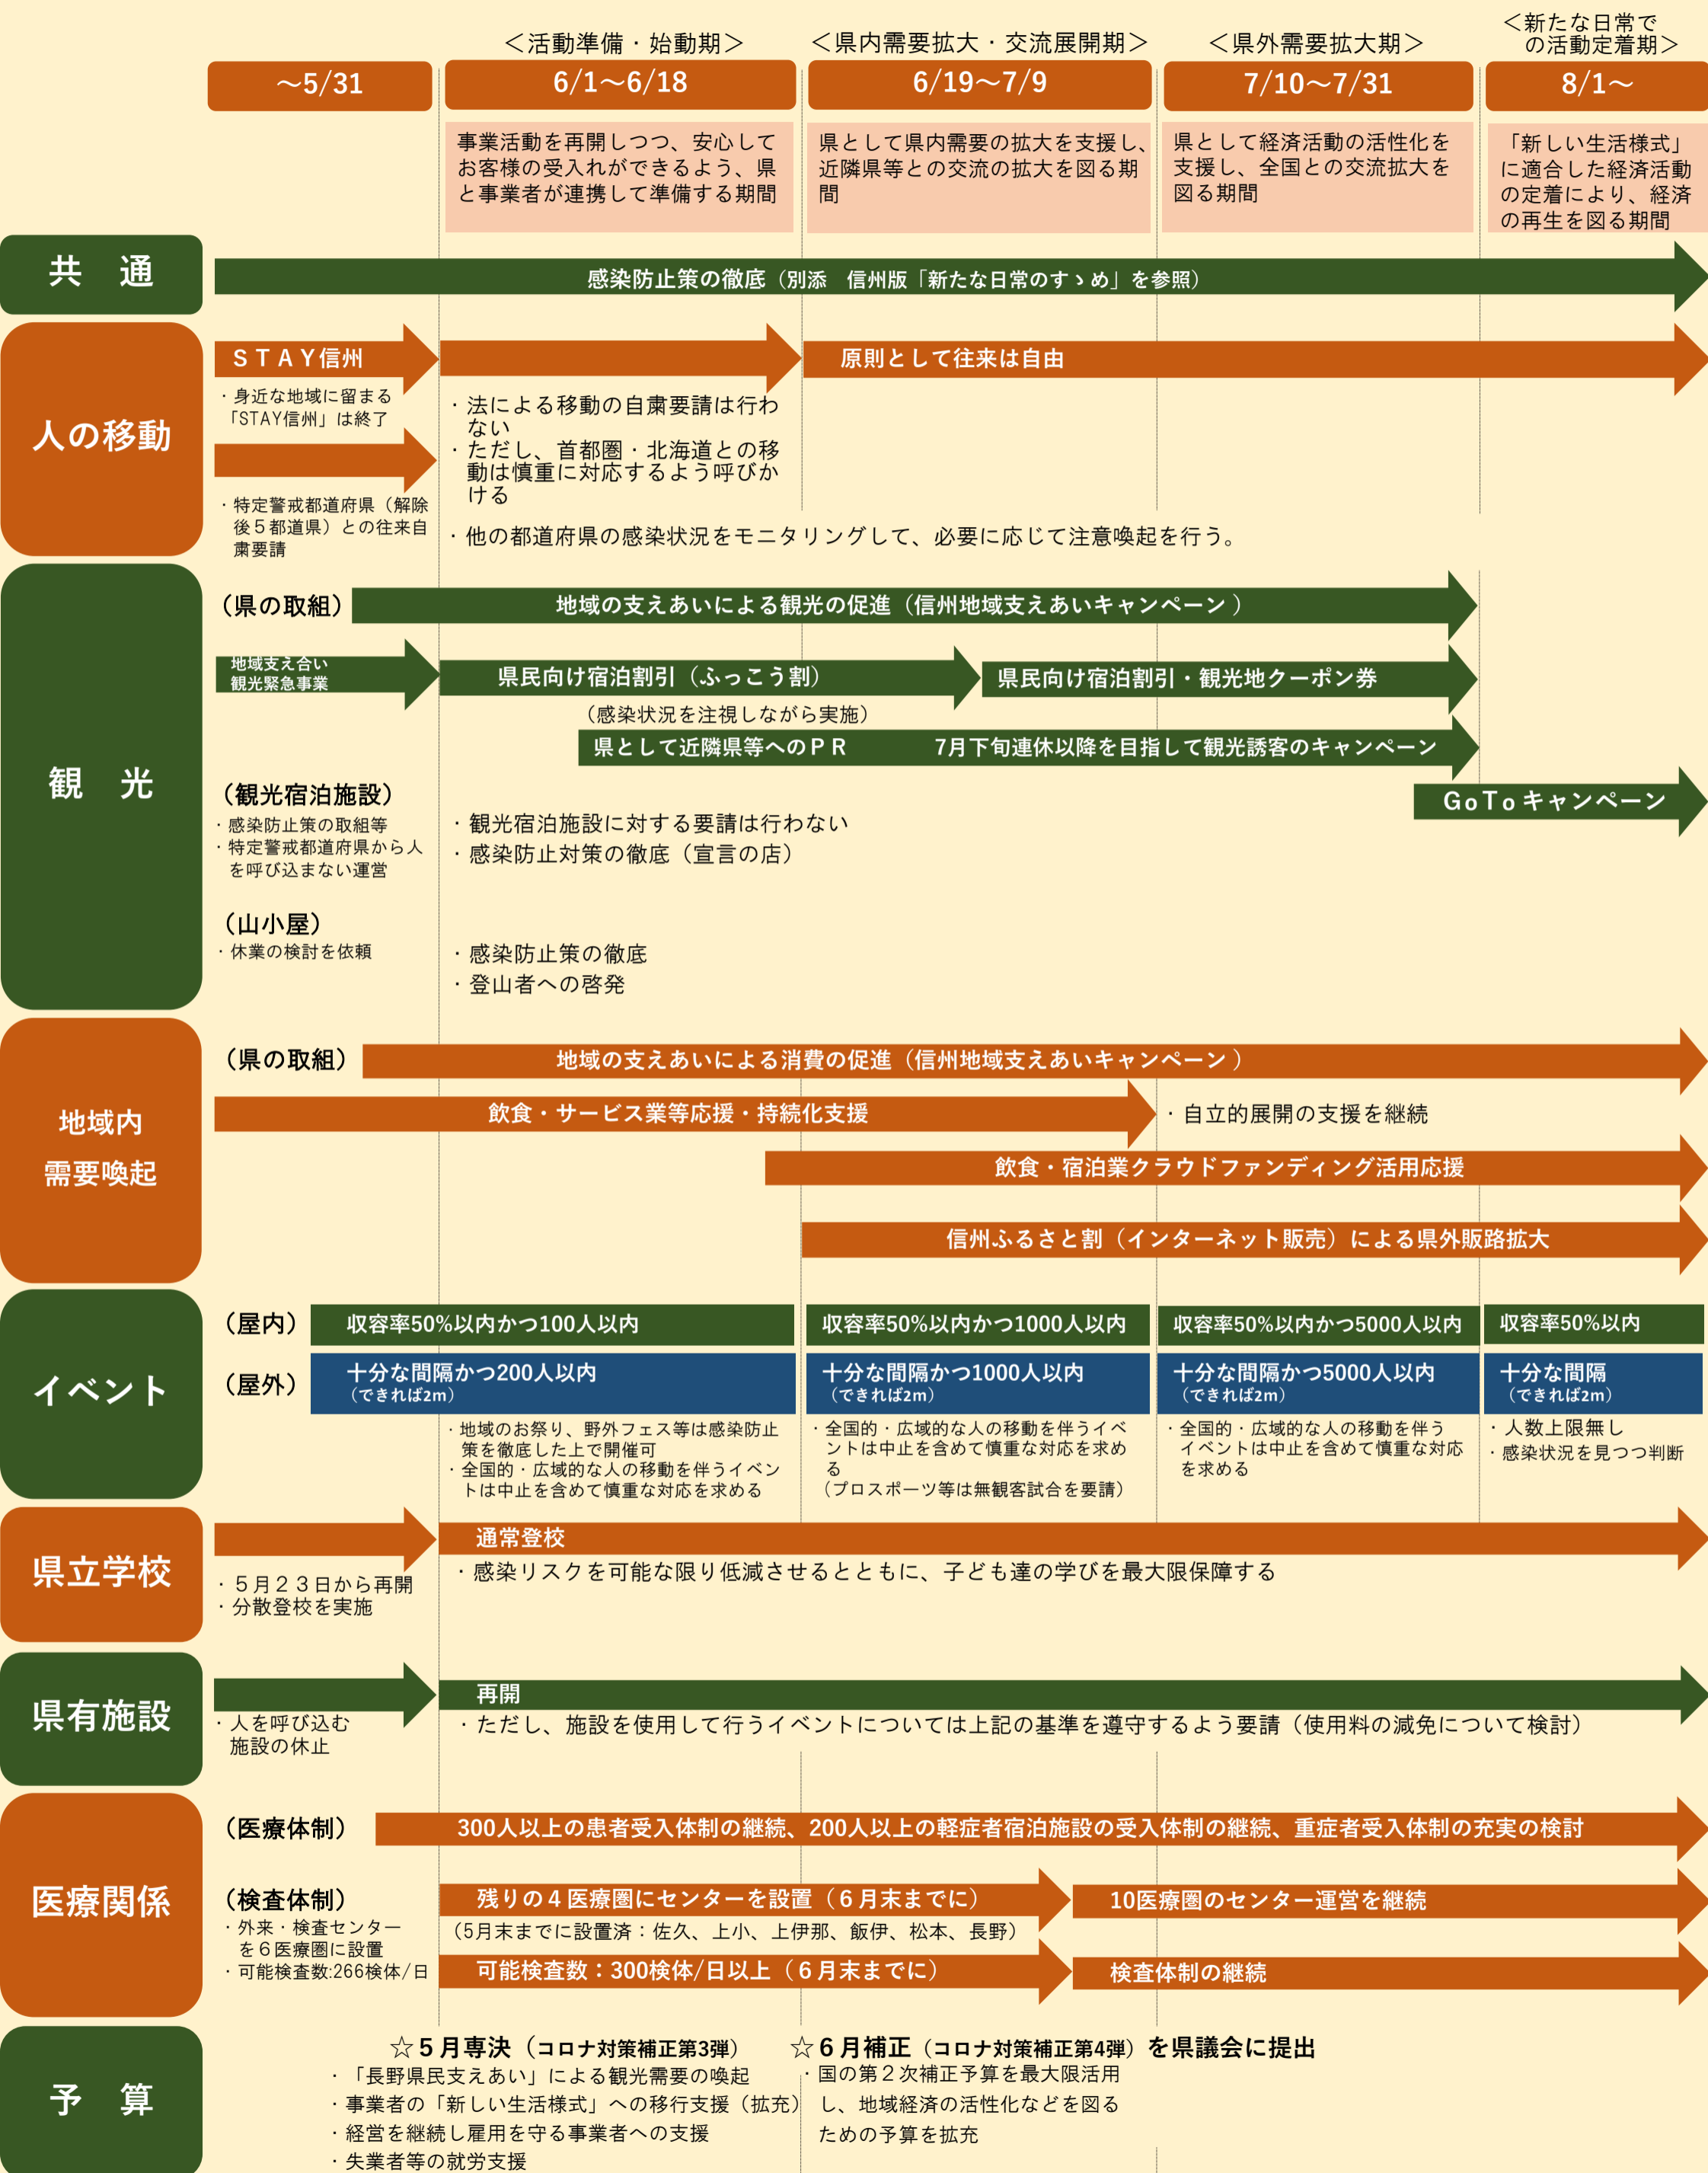 ＜活動準備・始動期＞
＜県内需要拡大・交流展開期＞
＜県外需要拡大期＞
＜新たな日常で
の活動定着期＞
～5/31
6/1～6/18
6/19～7/9
7/10～7/31
8/1～
事業活動を再開しつつ、安心して
お客様の受入れができるよう、県
と事業者が連携して準備する期間
県として県内需要の拡大を支援し、
近隣県等との交流の拡大を図る期
間
県として経済活動の活性化を
支援し、全国との交流拡大を
図る期間
「新しい生活様式」
に適合した経済活動
の定着により、経済
の再生を図る期間
共　通
感染防止策の徹底（別添　信州版「新たな日常のすゝめ」を参照）
人の移動
ＳＴＡＹ信州
・身近な地域に留まる
「STAY信州」は終了
・特定警戒都道府県（解除
後５都道県）との往来自
粛要請
・法による移動の自粛要請は行わ
ない
・ただし、首都圏・北海道との移
動は慎重に対応するよう呼びか
ける
原則として往来は自由
・他の都道府県の感染状況をモニタリングして、必要に応じて注意喚起を行う。
観　光
（県の取組）
地域の支えあいによる観光の促進（信州地域支えあいキャンペーン ）
地域支え合い
観光緊急事業
県民向け宿泊割引（ふっこう割）
県民向け宿泊割引・観光地クーポン券
（感染状況を注視しながら実施）
県として近隣県等へのＰＲ
7月下旬連休以降を目指して観光誘客のキャンペーン
GoToキャンペーン
（観光宿泊施設）
・感染防止策の取組等
・特定警戒都道府県から人
を呼び込まない運営
・観光宿泊施設に対する要請は行わない
・感染防止対策の徹底（宣言の店）
（山小屋）
・休業の検討を依頼
・感染防止策の徹底
・登山者への啓発
地域内
需要喚起
（県の取組）
地域の支えあいによる消費の促進（信州地域支えあいキャンペーン ）
飲食・サービス業等応援・持続化支援
・自立的展開の支援を継続
飲食・宿泊業クラウドファンディング活用応援
信州ふるさと割（インターネット販売）による県外販路拡大
イベント
（屋内）
収容率50%以内かつ100人以内
収容率50%以内かつ1000人以内
収容率50%以内かつ5000人以内
収容率50%以内
（屋外）
十分な間隔かつ200人以内
（できれば2m）
十分な間隔かつ1000人以内
（できれば2m）
十分な間隔かつ5000人以内
（できれば2m）
十分な間隔
（できれば2m）
・地域のお祭り、野外フェス等は感染防止
策を徹底した上で開催可
・全国的・広域的な人の移動を伴うイベン
トは中止を含めて慎重な対応を求める
・全国的・広域的な人の移動を伴うイベ
ントは中止を含めて慎重な対応を求め
る
（プロスポーツ等は無観客試合を要請）
・全国的・広域的な人の移動を伴う
イベントは中止を含めて慎重な対応
を求める
・人数上限無し
・感染状況を見つつ判断
県立学校
・５月２３日から再開
・分散登校を実施
通常登校
・感染リスクを可能な限り低減させるとともに、子ども達の学びを最大限保障する
県有施設
・人を呼び込む
施設の休止
再開
・ただし、施設を使用して行うイベントについては上記の基準を遵守するよう要請（使用料の減免について検討）
医療関係
（医療体制）
300人以上の患者受入体制の継続、200人以上の軽症者宿泊施設の受入体制の継続、重症者受入体制の充実の検討
（検査体制）
・外来・検査センター
を６医療圏に設置
・可能検査数:266検体/日
残りの４医療圏にセンターを設置（６月末までに）
（5月末までに設置済：佐久、上小、上伊那、飯伊、松本、長野）
10医療圏のセンター運営を継続
可能検査数：300検体/日以上（６月末までに）
検査体制の継続
予　算
☆５月専決（コロナ対策補正第3弾）
・「長野県民支えあい」による観光需要の喚起
・事業者の「新しい生活様式」への移行支援（拡充）
・経営を継続し雇用を守る事業者への支援
・失業者等の就労支援
☆６月補正（コロナ対策補正第4弾）を県議会に提出
・国の第２次補正予算を最大限活用
し、地域経済の活性化などを図る
ための予算を拡充